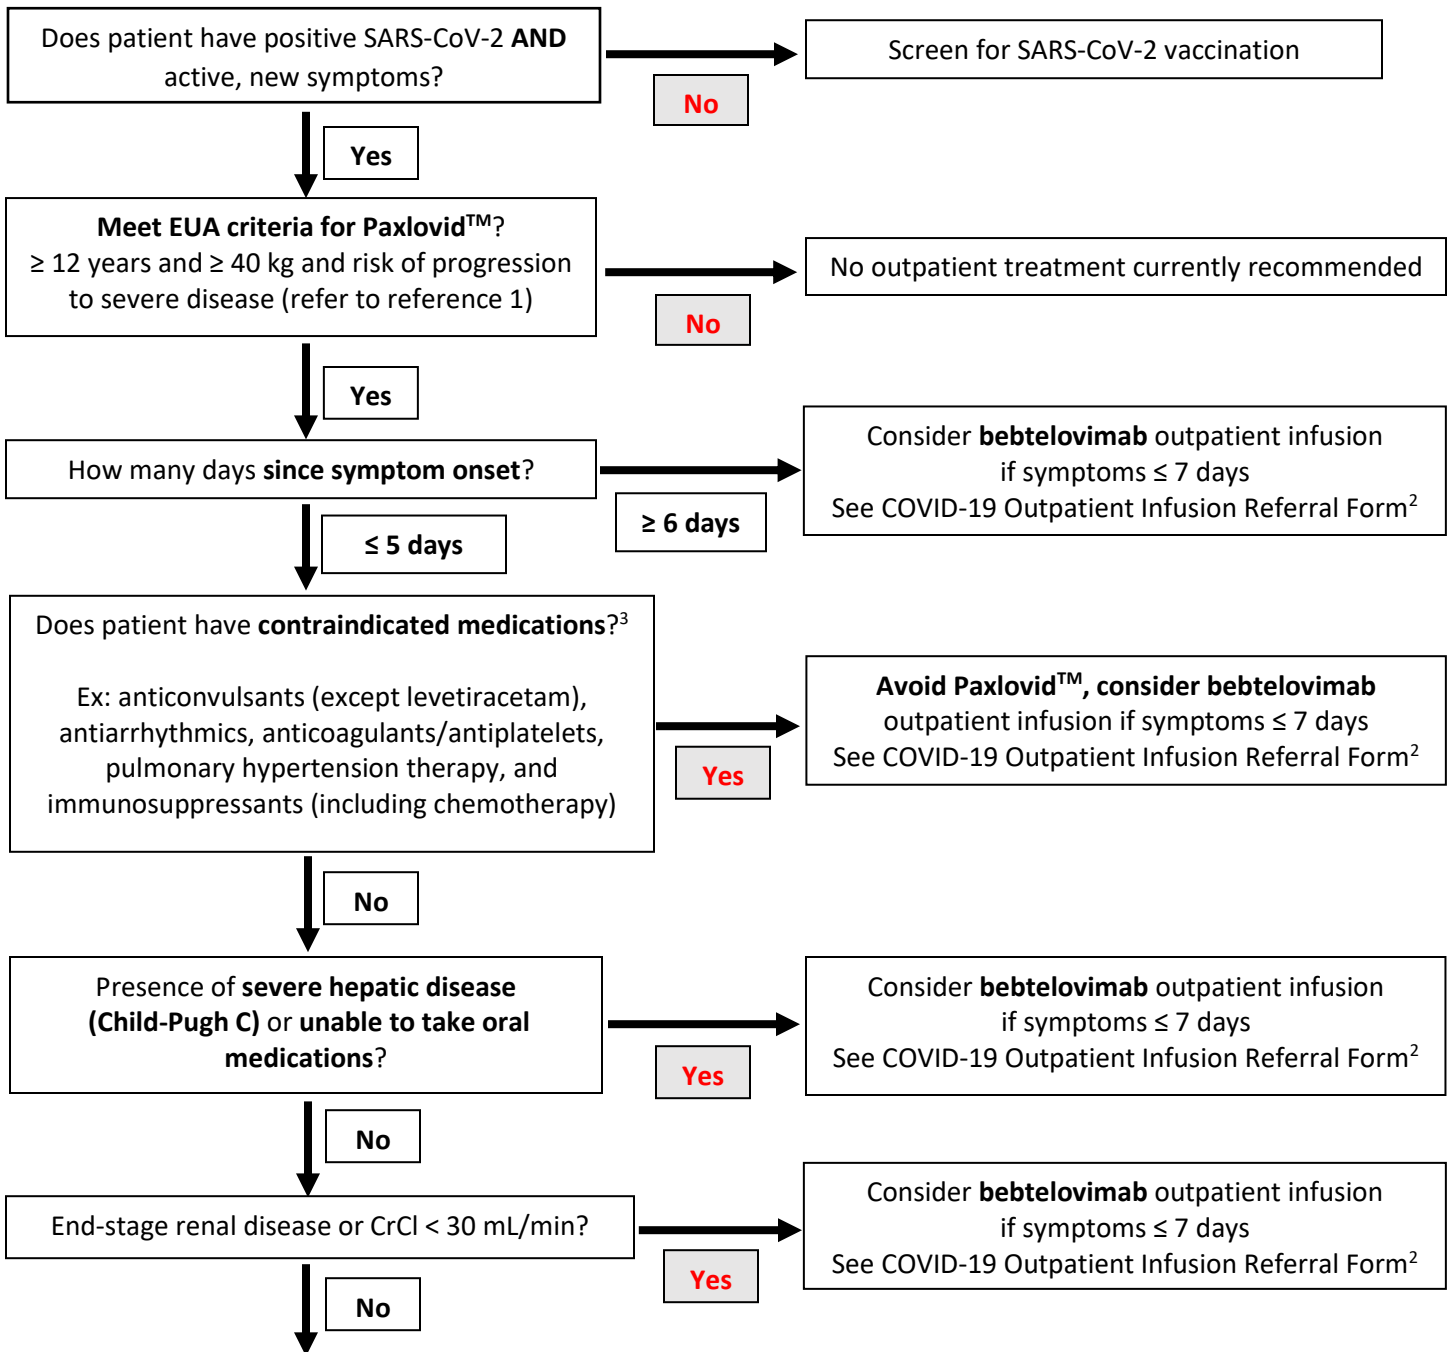 Does patient have positive SARS-CoV-2 AND
active, new symptoms?
No
Screen for SARS-CoV-2 vaccination
Yes
Meet EUA criteria for Paxlovid™?
≥ 12 years and ≥ 40 kg and risk of progression
to severe disease (refer to reference 1)
No
No outpatient treatment currently recommended
Yes
How many days since symptom onset?
≥ 6 days
Consider bebtelovimab outpatient infusion
if symptoms ≤ 7 days
See COVID-19 Outpatient Infusion Referral Form²
≤ 5 days
Does patient have contraindicated medications?³
Ex: anticonvulsants (except levetiracetam),
antiarrhythmics, anticoagulants/antiplatelets,
pulmonary hypertension therapy, and
immunosuppressants (including chemotherapy)
Yes
Avoid Paxlovid™, consider bebtelovimab
outpatient infusion if symptoms ≤ 7 days
See COVID-19 Outpatient Infusion Referral Form²
No
Presence of severe hepatic disease
(Child-Pugh C) or unable to take oral
medications?
Yes
Consider bebtelovimab outpatient infusion
if symptoms ≤ 7 days
See COVID-19 Outpatient Infusion Referral Form²
No
End-stage renal disease or CrCl < 30 mL/min?
Yes
Consider bebtelovimab outpatient infusion
if symptoms ≤ 7 days
See COVID-19 Outpatient Infusion Referral Form²
No